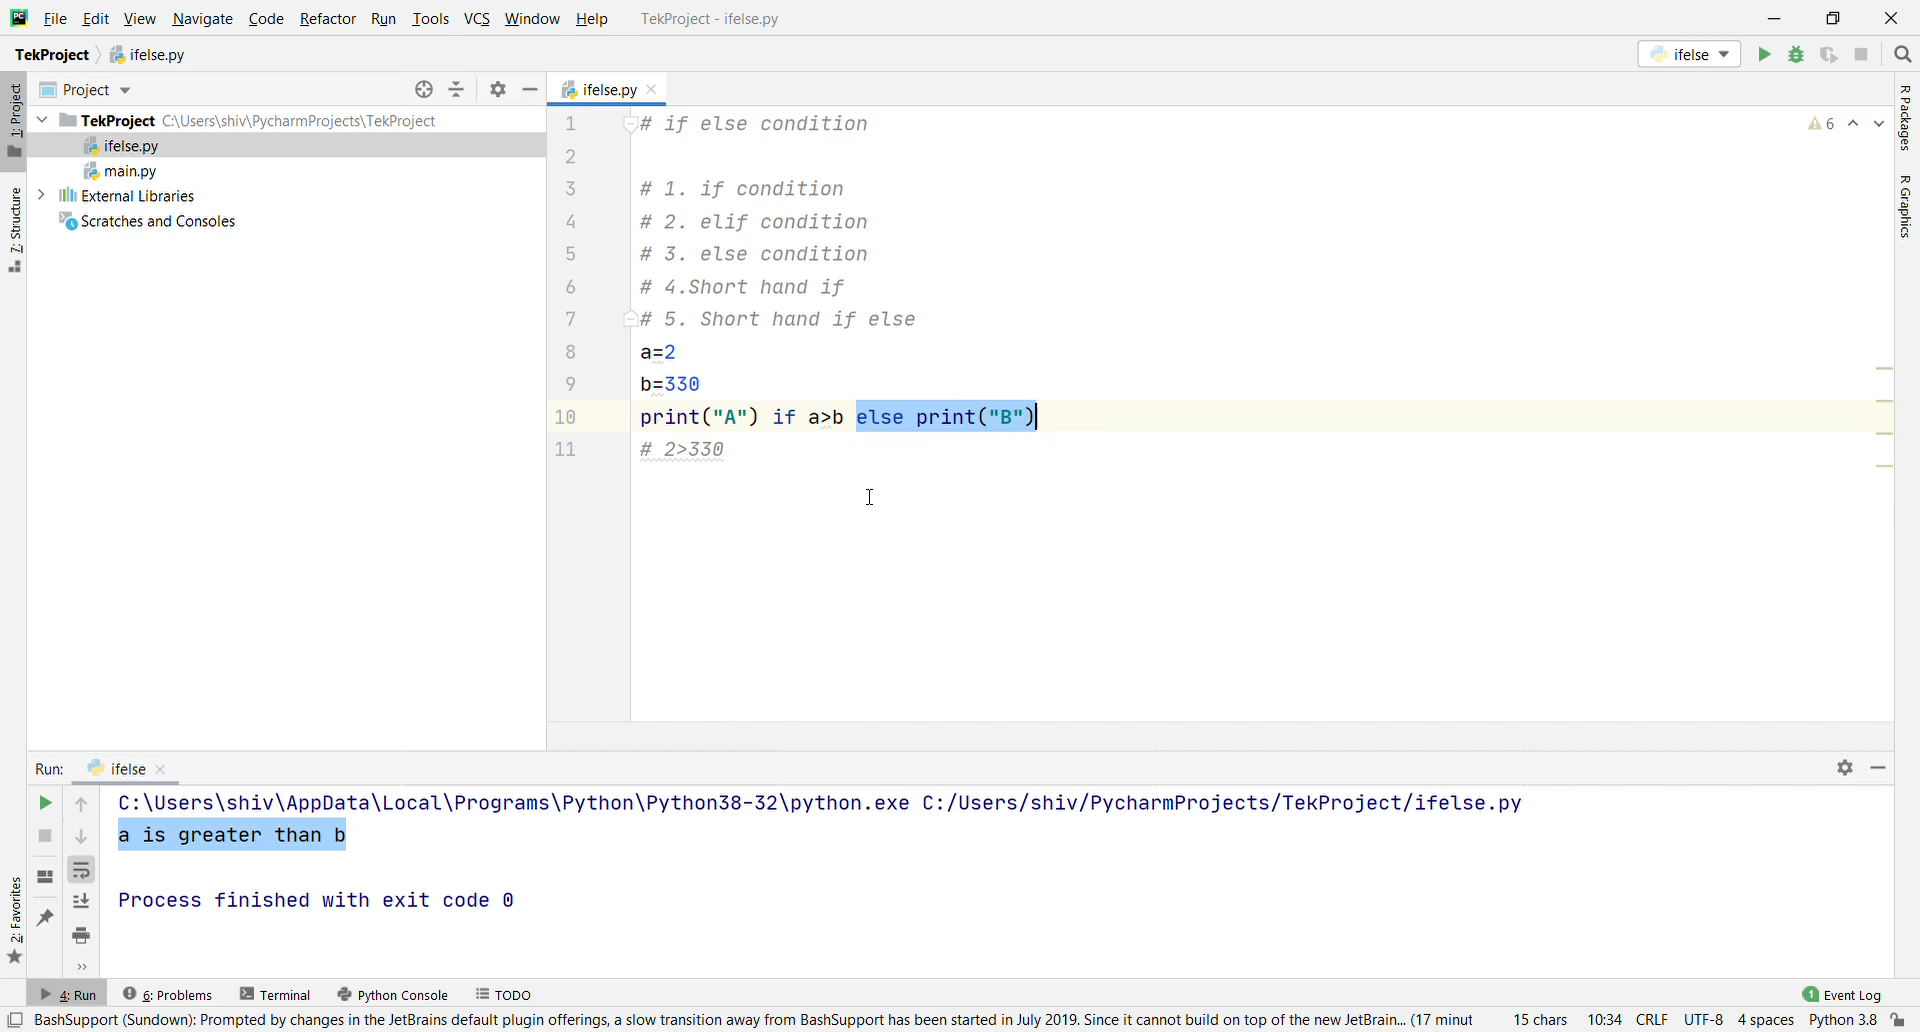 File Edit View Navigate Code Refactor Run Tools VCS Window Help TekProject - ifelse.py
TekProject ifelse.py ifelse
Project ifelse.py
TekProject C:\Users\shiv\PycharmProjects\TekProject
ifelse.py
main.py
External Libraries
Scratches and Consoles
1: Project
Z: Structure
2: Favorites
1 # if else condition
2
3 # 1. if condition
4 # 2. elif condition
5 # 3. else condition
6 # 4.Short hand if
7 # 5. Short hand if else
8 a=2
9 b=330
10 print("A") if a>b else print("B")
11 # 2>330
6
R Packages
R Graphics
Run: ifelse
C:\Users\shiv\AppData\Local\Programs\Python\Python38-32\python.exe C:/Users/shiv/PycharmProjects/TekProject/ifelse.py
a is greater than b
Process finished with exit code 0
4: Run 6: Problems Terminal Python Console TODO 1 Event Log
BashSupport (Sundown): Prompted by changes in the JetBrains default plugin offerings, a slow transition away from BashSupport has been started in July 2019. Since it cannot build on top of the new JetBrain... (17 minut 15 chars 10:34 CRLF UTF-8 4 spaces Python 3.8